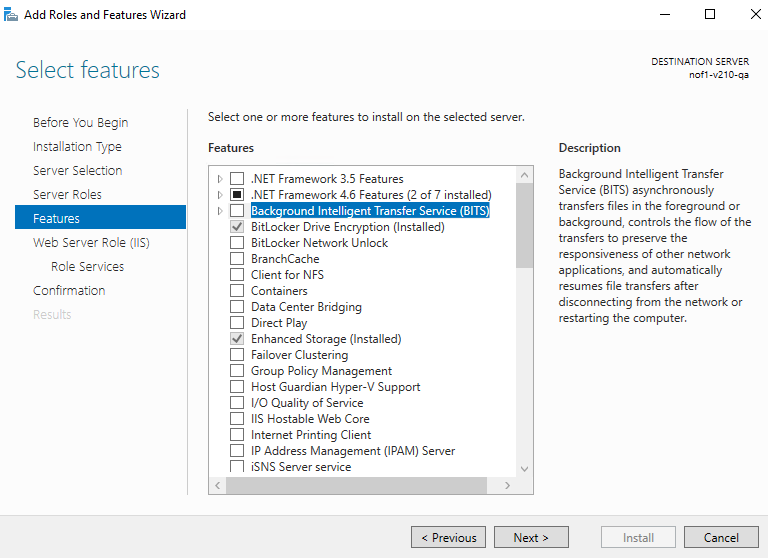 Add Roles and Features Wizard
Select features
DESTINATION SERVER
nof1-v210-qa
Before You Begin
Installation Type
Server Selection
Server Roles
Features
Web Server Role (IIS)
Role Services
Confirmation
Results
Select one or more features to install on the selected server.
Features
.NET Framework 3.5 Features
.NET Framework 4.6 Features (2 of 7 installed)
Background Intelligent Transfer Service (BITS)
BitLocker Drive Encryption (Installed)
BitLocker Network Unlock
BranchCache
Client for NFS
Containers
Data Center Bridging
Direct Play
Enhanced Storage (Installed)
Failover Clustering
Group Policy Management
Host Guardian Hyper-V Support
I/O Quality of Service
IIS Hostable Web Core
Internet Printing Client
IP Address Management (IPAM) Server
iSNS Server service
Description
Background Intelligent Transfer
Service (BITS) asynchronously
transfers files in the foreground or
background, controls the flow of the
transfers to preserve the
responsiveness of other network
applications, and automatically
resumes file transfers after
disconnecting from the network or
restarting the computer.
< Previous
Next >
Install
Cancel